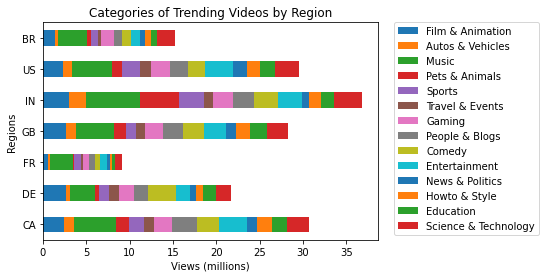 Categories of Trending Videos by Region
Regions
BR
US
IN
GB
FR
DE
CA
0 5 10 15 20 25 30 35
Views (millions)
Film & Animation
Autos & Vehicles
Music
Pets & Animals
Sports
Travel & Events
Gaming
People & Blogs
Comedy
Entertainment
News & Politics
Howto & Style
Education
Science & Technology